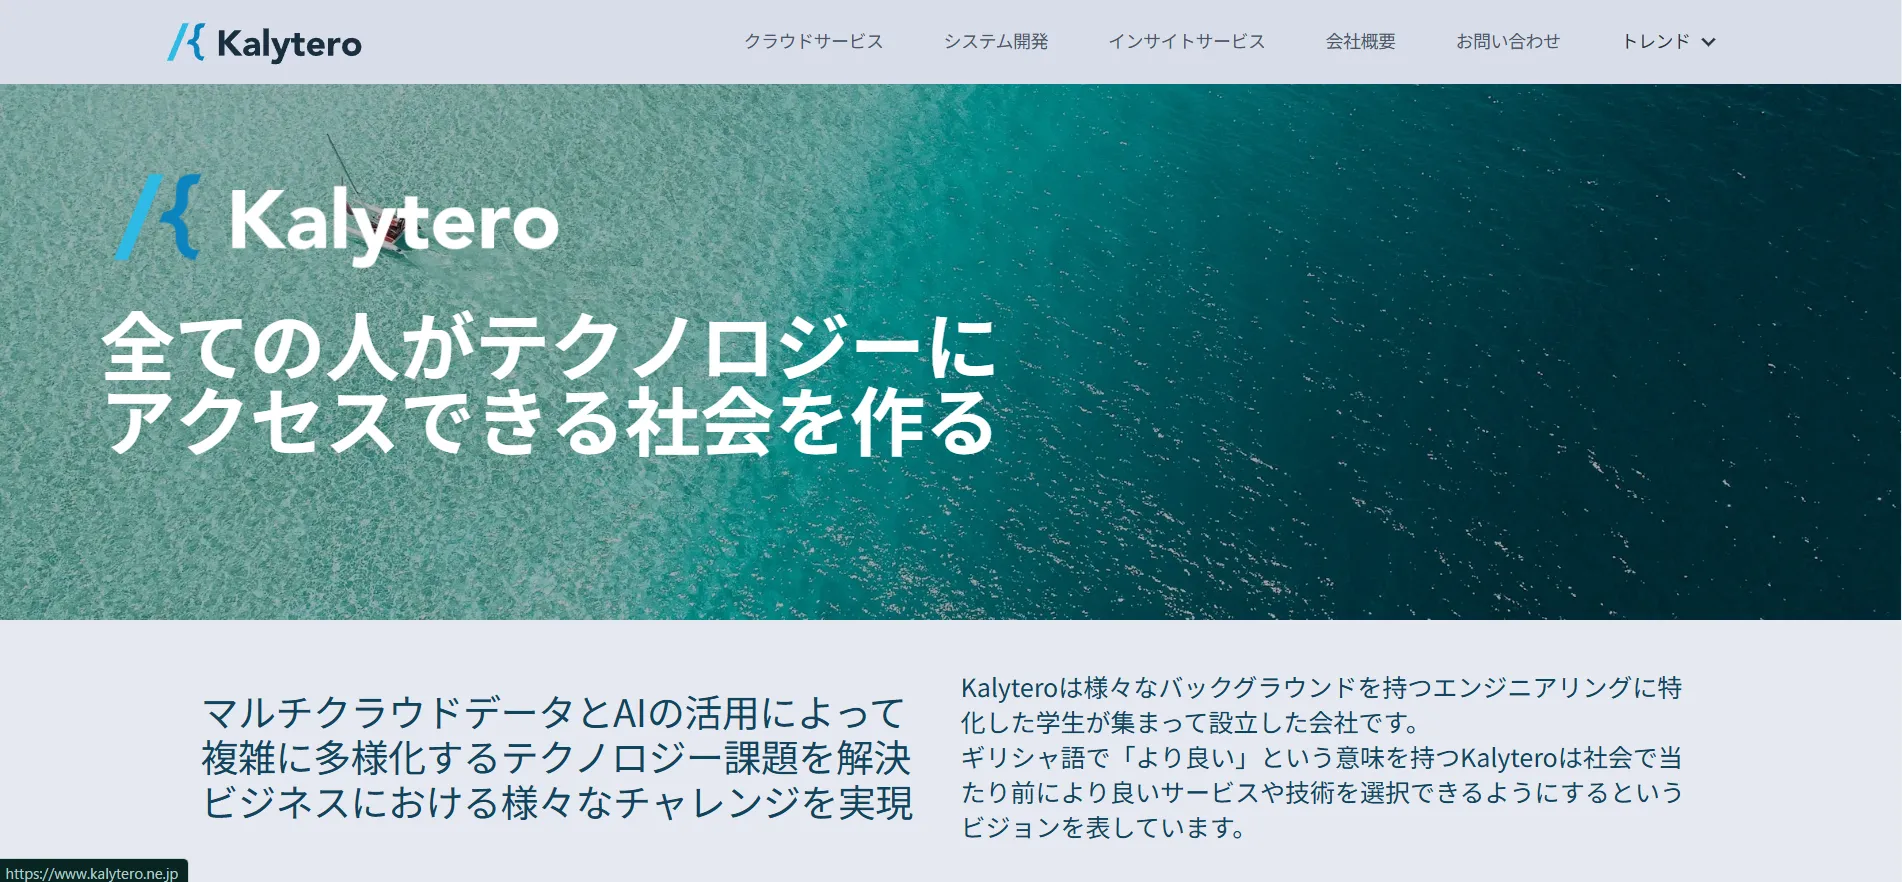 Kalytero
クラウドサービス
システム開発
インサイトサービス
会社概要
お問い合わせ
トレンド
Kalytero
全ての人がテクノロジーに
アクセスできる社会を作る
マルチクラウドデータとAIの活用によって
複雑に多様化するテクノロジー課題を解決
ビジネスにおける様々なチャレンジを実現
Kalyteroは様々なバックグラウンドを持つエンジニアリングに特
化した学生が集まって設立した会社です。
ギリシャ語で「より良い」という意味を持つKalyteroは社会で当
たり前により良いサービスや技術を選択できるようにするという
ビジョンを表しています。
https://www.kalytero.ne.jp